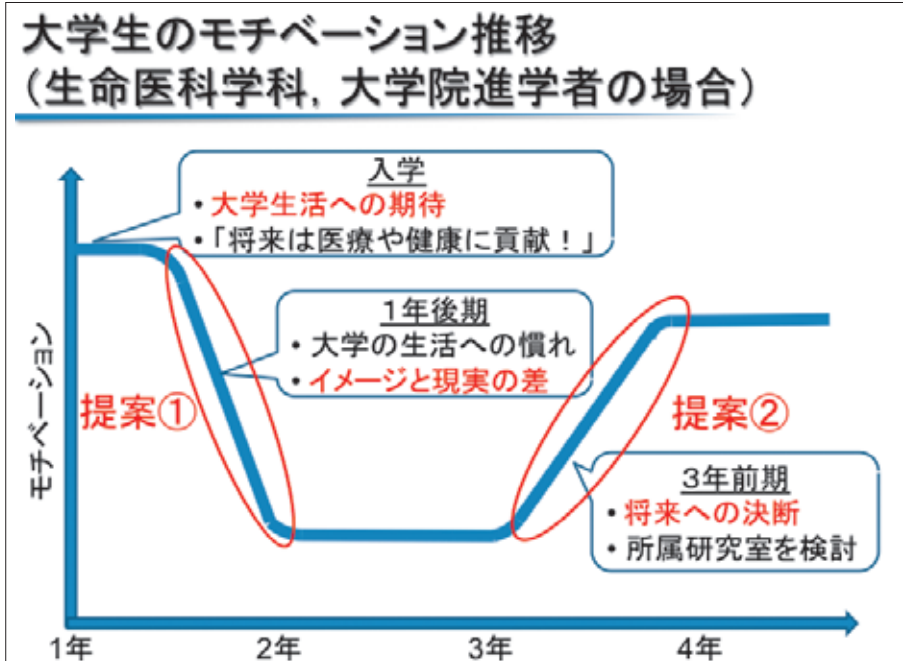 大学生のモチベーション推移
（生命医科学科，大学院進学者の場合）
入学
・大学生活への期待
・「将来は医療や健康に貢献！」
1年後期
・大学の生活への慣れ
・イメージと現実の差
提案①
提案②
3年前期
・将来への決断
・所属研究室を検討
モチベーション
1年
2年
3年
4年